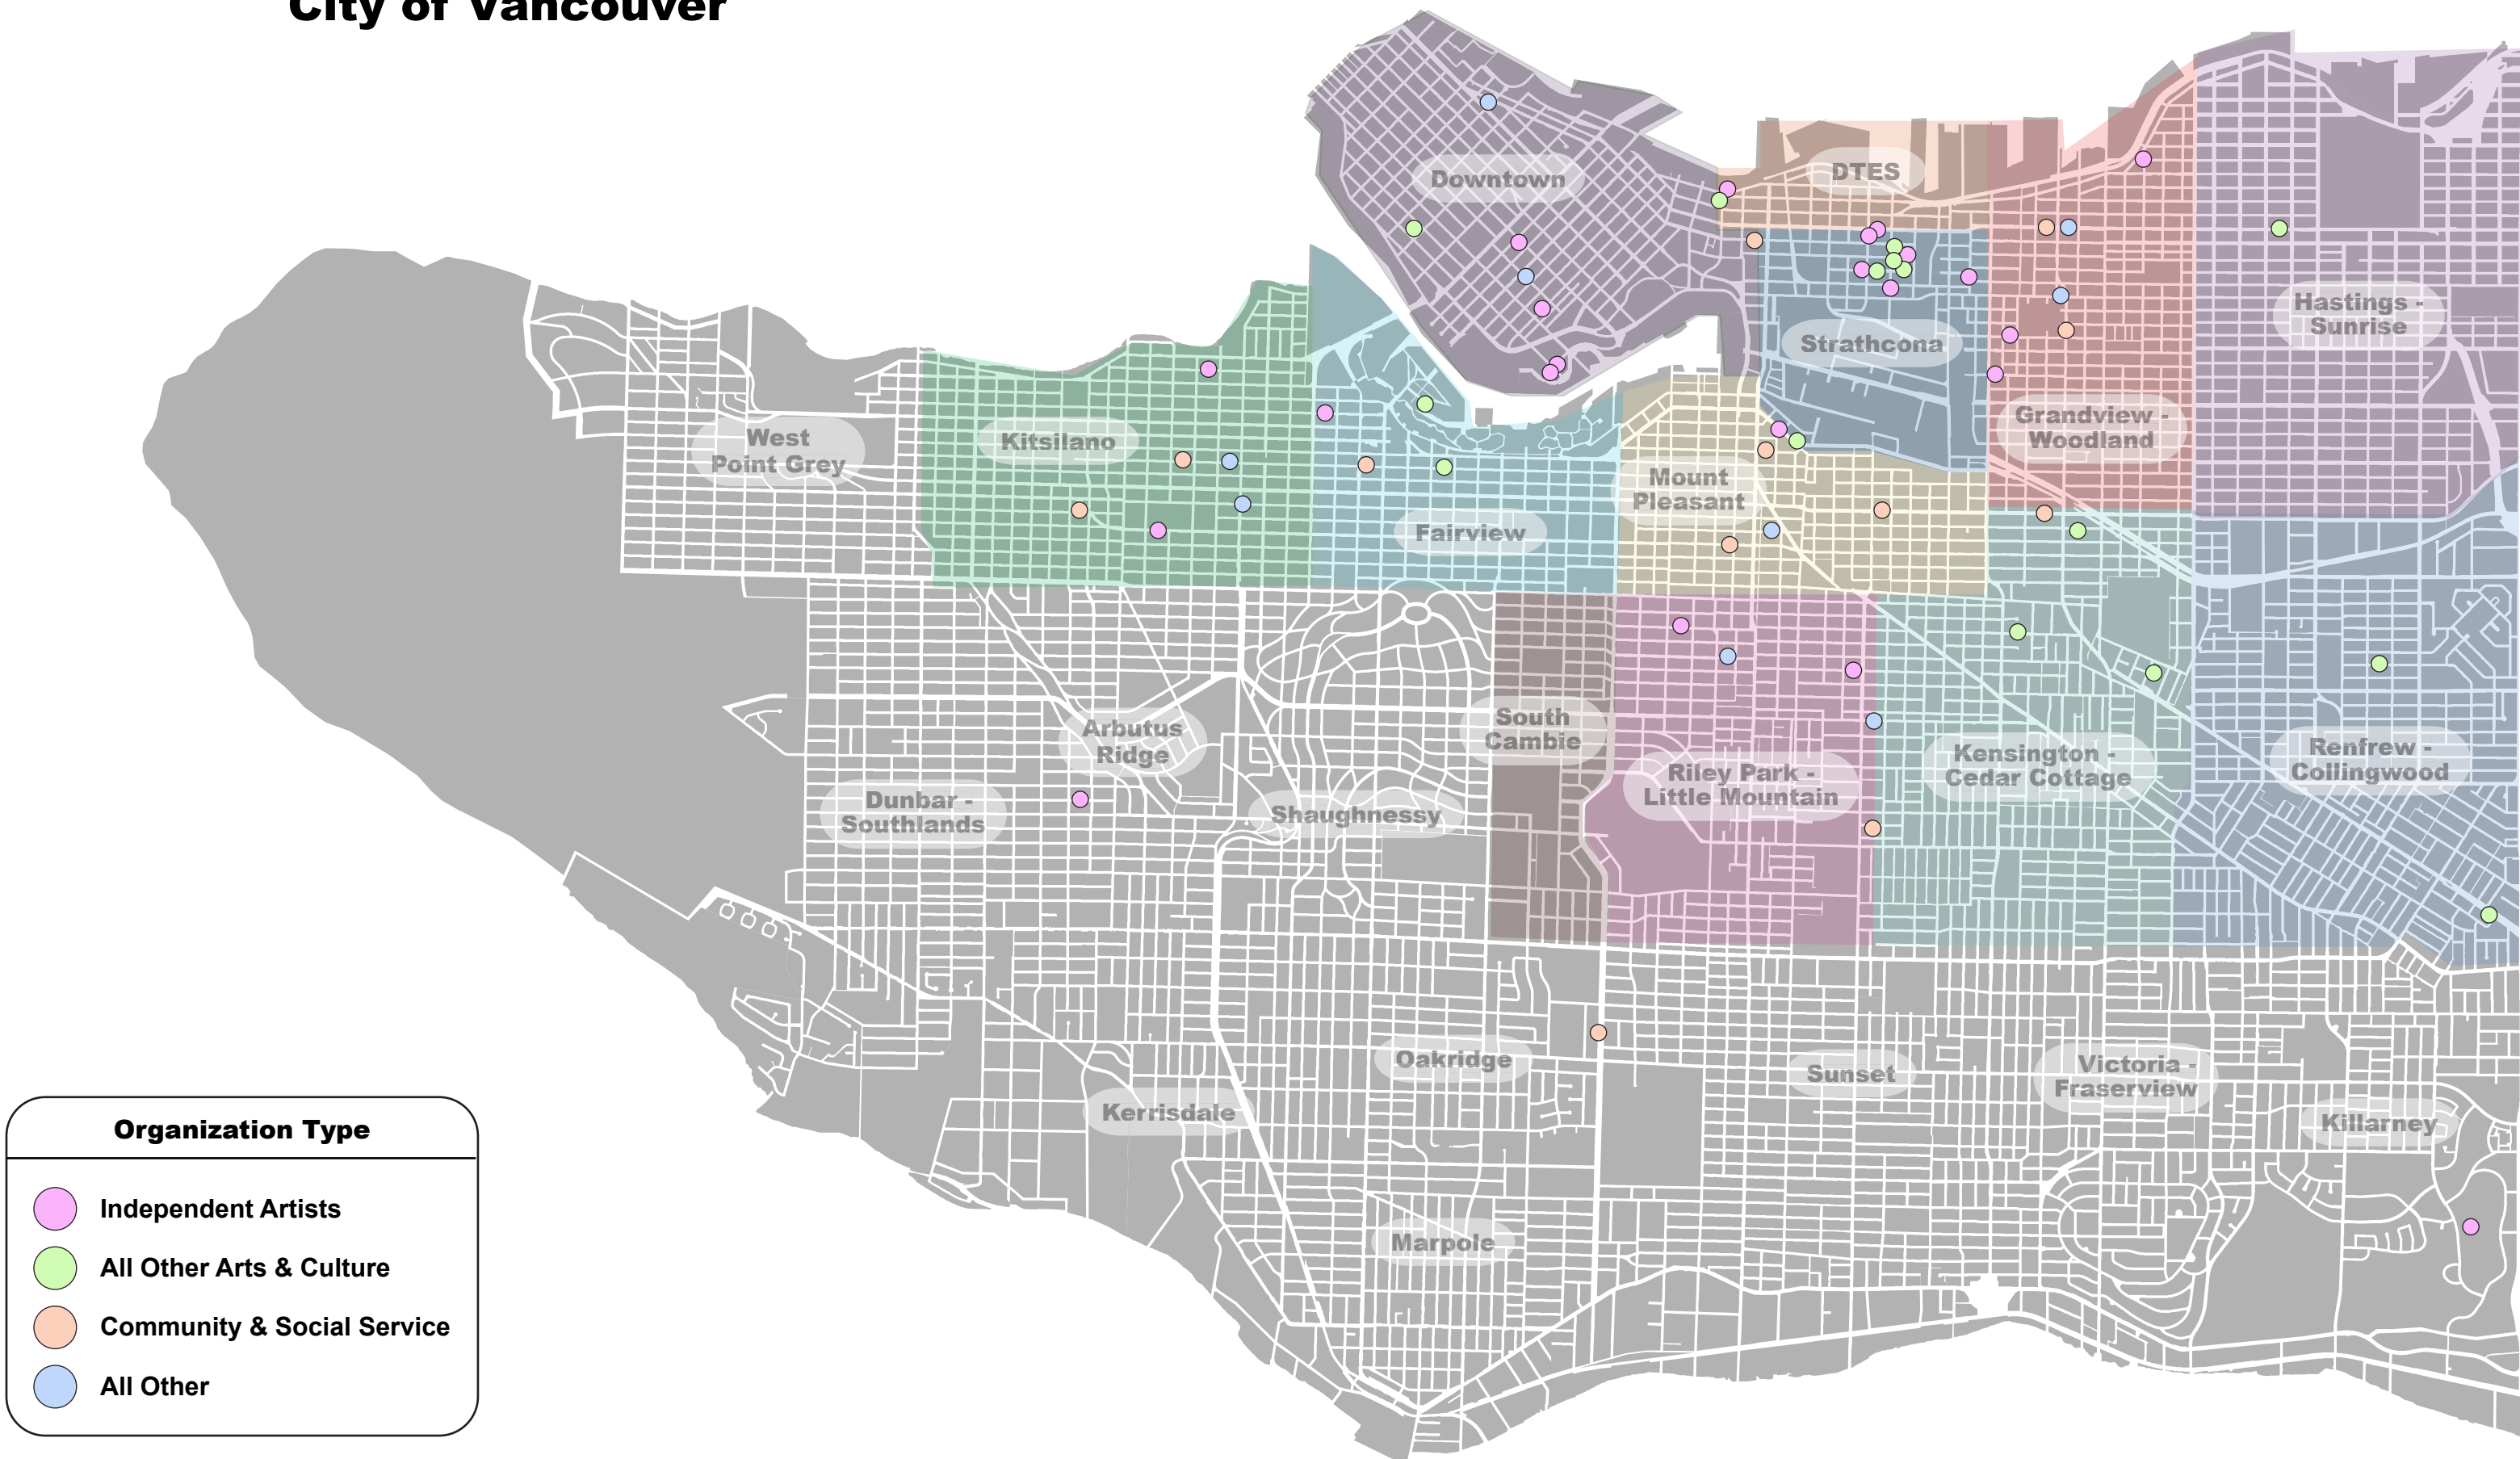 City of Vancouver
Downtown
DTES
Hastings -
Sunrise
Strathcona
Grandview -
Woodland
West
Point Grey
Kitsilano
Mount
Pleasant
Fairview
Arbutus
Ridge
South
Cambie
Riley Park -
Little Mountain
Kensington -
Cedar Cottage
Renfrew -
Collingwood
Dunbar -
Southlands
Shaughnessy
Oakridge
Sunset
Victoria -
Fraserview
Kerrisdale
Killarney
Marpole
Organization Type
Independent Artists
All Other Arts & Culture
Community & Social Service
All Other